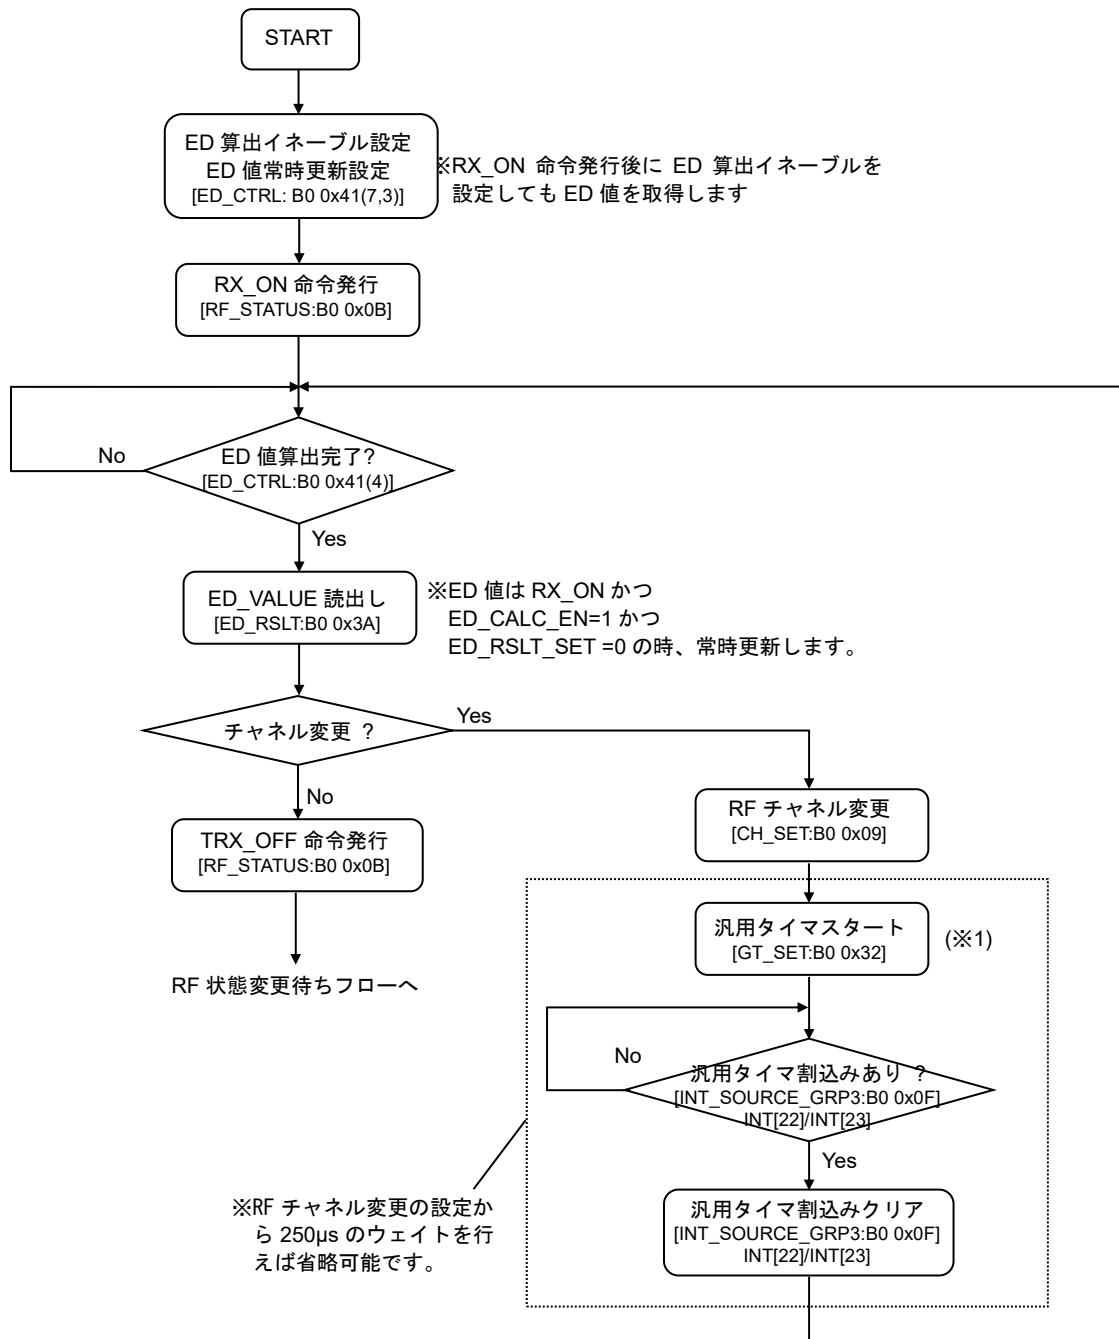 START
ED 算出イネーブル設定
ED 値常時更新設定
[ED_CTRL: B0 0x41(7,3)]
※RX_ON 命令発行後に ED 算出イネーブルを
設定しても ED 値を取得します
RX_ON 命令発行
[RF_STATUS:B0 0x0B]
No
ED 値算出完了?
[ED_CTRL:B0 0x41(4)]
Yes
ED_VALUE 読出し
[ED_RSLT:B0 0x3A]
※ED 値は RX_ON かつ
ED_CALC_EN=1 かつ
ED_RSLT_SET =0 の時、常時更新します。
チャネル変更 ?
Yes
No
RF チャネル変更
[CH_SET:B0 0x09]
TRX_OFF 命令発行
[RF_STATUS:B0 0x0B]
RF 状態変更待ちフローへ
汎用タイマスタート
[GT_SET:B0 0x32]
(※1)
No
汎用タイマ割込みあり ?
[INT_SOURCE_GRP3:B0 0x0F]
INT[22]/INT[23]
Yes
汎用タイマ割込みクリア
[INT_SOURCE_GRP3:B0 0x0F]
INT[22]/INT[23]
※RF チャネル変更の設定か
ら 250μs のウェイトを行
えば省略可能です。